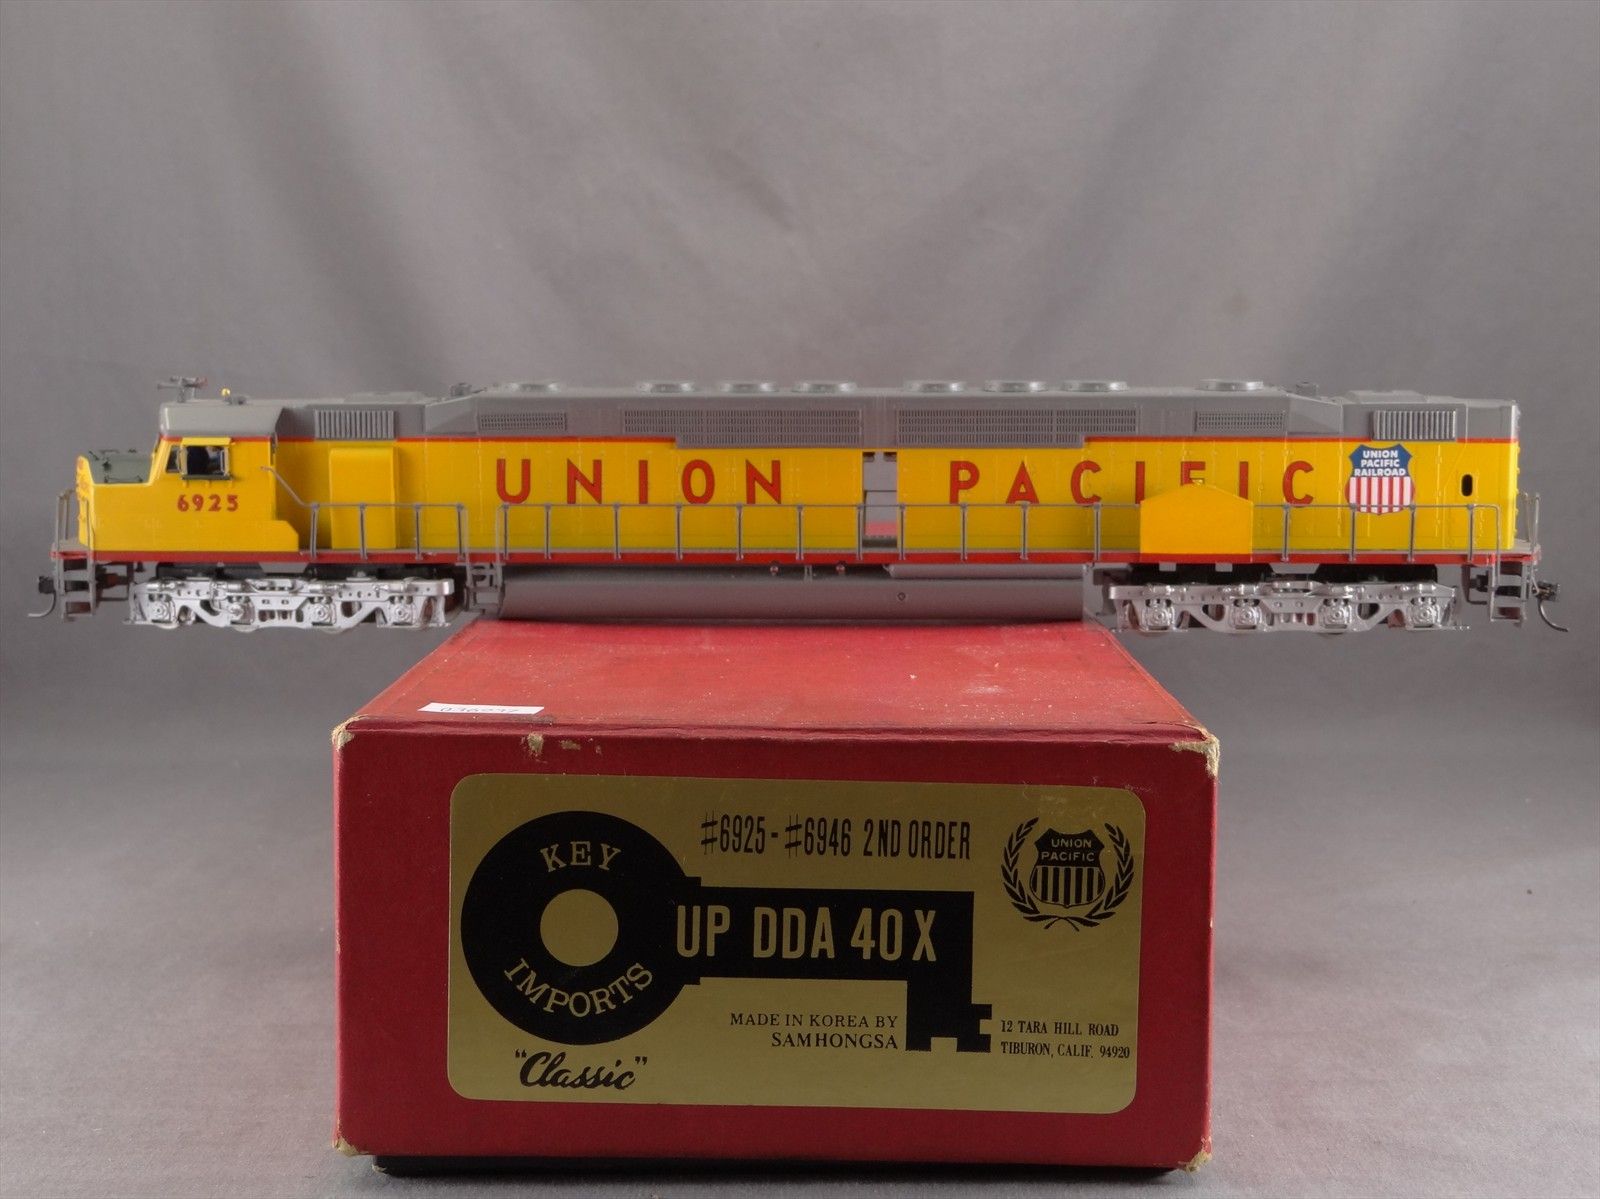 6925
UNION PACIFIC
UNION
PACIFIC
RAILROAD
#6925-#6946 2ND ORDER
KEY
IMPORTS
UP DDA 40X
UNION
PACIFIC
MADE IN KOREA BY
SAMHONGSA
12 TARA HILL ROAD
TIBURON, CALIF. 94920
"Classic"